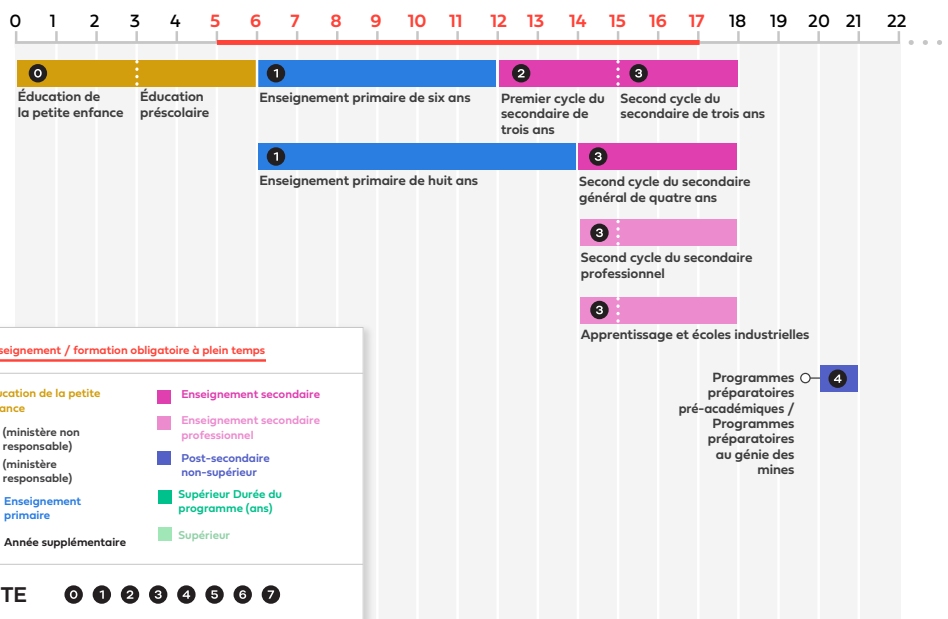 0 1 2 3 4 5 6 7 8 9 10 11 12 13 14 15 16 17 18 19 20 21 22
0 1 2 3
Éducation de
la petite enfance
Éducation
préscolaire
Enseignement primaire de six ans
Premier cycle du
secondaire de
trois ans
Second cycle du
secondaire de trois ans
1 3
Enseignement primaire de huit ans
Second cycle du secondaire
général de quatre ans
3
Second cycle du secondaire
professionnel
3
Apprentissage et écoles industrielles
4
Programmes
préparatoires
pré-académiques /
Programmes
préparatoires
au génie des
mines
seignement / formation obligatoire à plein temps
ucation de la petite
ance
(ministère non
responsable)
(ministère
responsable)
Enseignement
primaire
Année supplémentaire
Enseignement secondaire
Enseignement secondaire
professionnel
Post-secondaire
non-supérieur
Supérieur Durée du
programme (ans)
Supérieur
TE 0 1 2 3 4 5 6 7